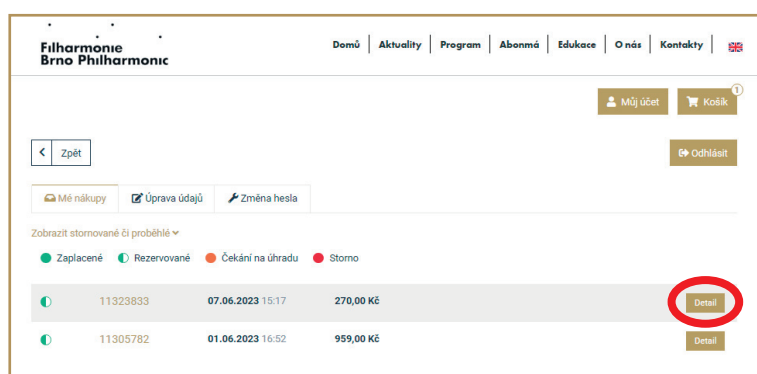 Filharmonie
Brno Philharmonic
Domů Aktuality Program Abonmá Edukace O nás Kontakty
Můj účet Košík 1
Zpět Odhlásit
Mé nákupy Úprava údajů Změna hesla
Zobrazit stornované či proběhlé
Zaplacené Rezervované Čekání na úhradu Storno
11323833 07.06.2023 15:17 270,00 Kč Detail
11305782 01.06.2023 16:52 959,00 Kč Detail